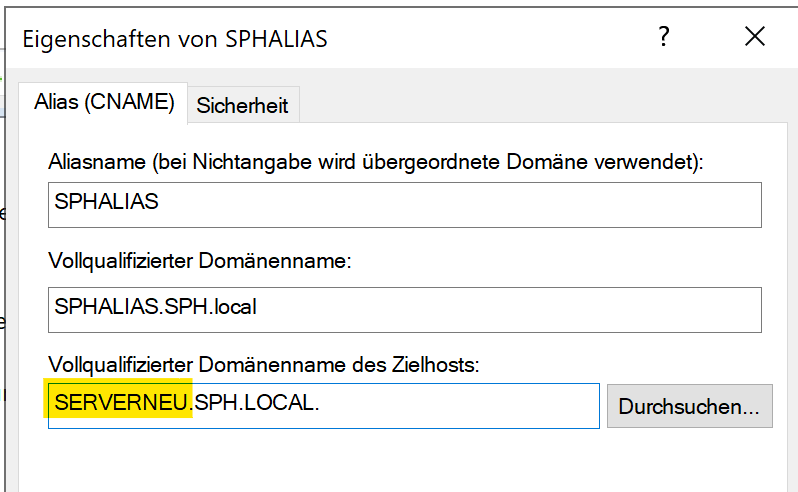 Eigenschaften von SPHALIAS ? ✕
Alias (CNAME) Sicherheit
Aliasname (bei Nichtangabe wird übergeordnete Domäne verwendet):
SPHALIAS
Vollqualifizierter Domänenname:
SPHALIAS.SPH.local
Vollqualifizierter Domänenname des Zielhosts:
SERVERNEU.SPH.LOCAL. Durchsuchen...